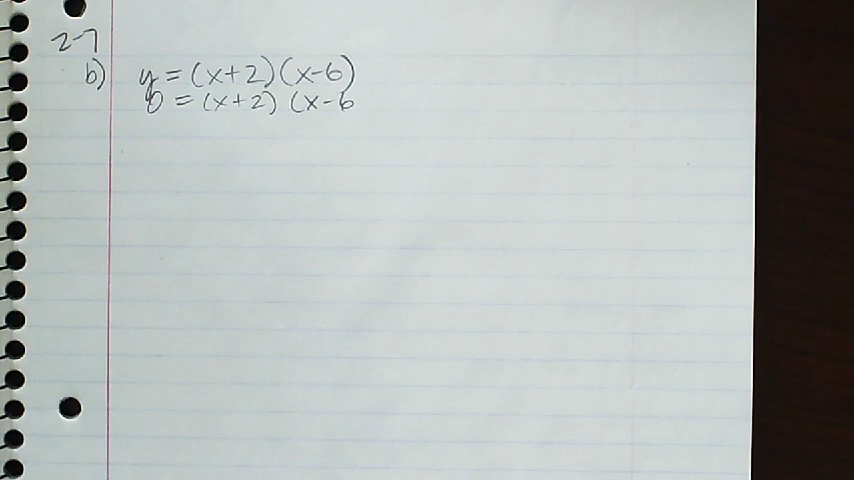 2-7
b) y = (x+2)(x-6)
0 = (x+2) (x-6